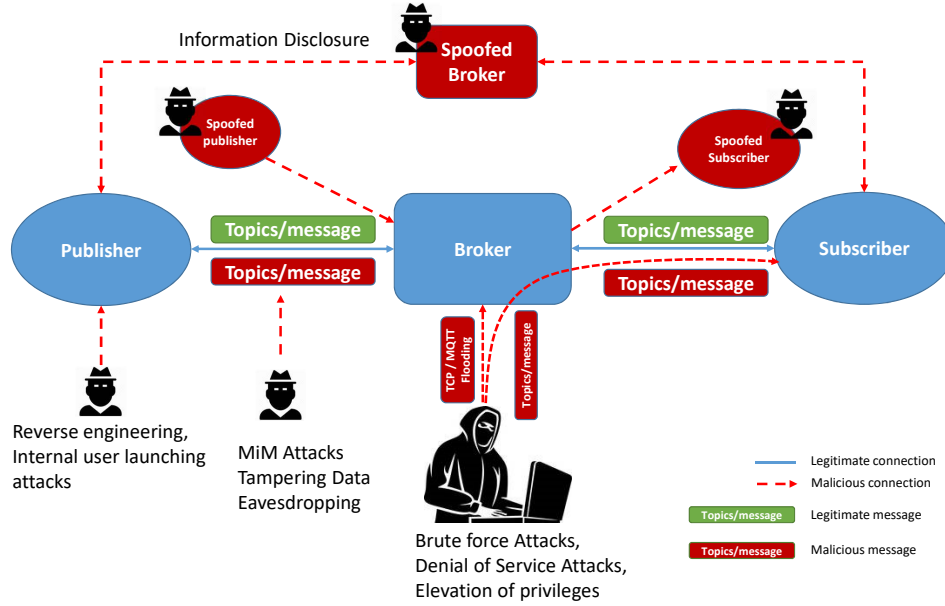 Information Disclosure
Spoofed
Broker
Spoofed
publisher
Spoofed
Subscriber
Publisher
Topics/message
Topics/message
Broker
Topics/message
Topics/message
Subscriber
TCP / MQTT
Flooding
Topics/message
Reverse engineering,
Internal user launching
attacks
MiM Attacks
Tampering Data
Eavesdropping
Brute force Attacks,
Denial of Service Attacks,
Elevation of privileges
Legitimate connection
Malicious connection
Topics/message
Legitimate message
Topics/message
Malicious message